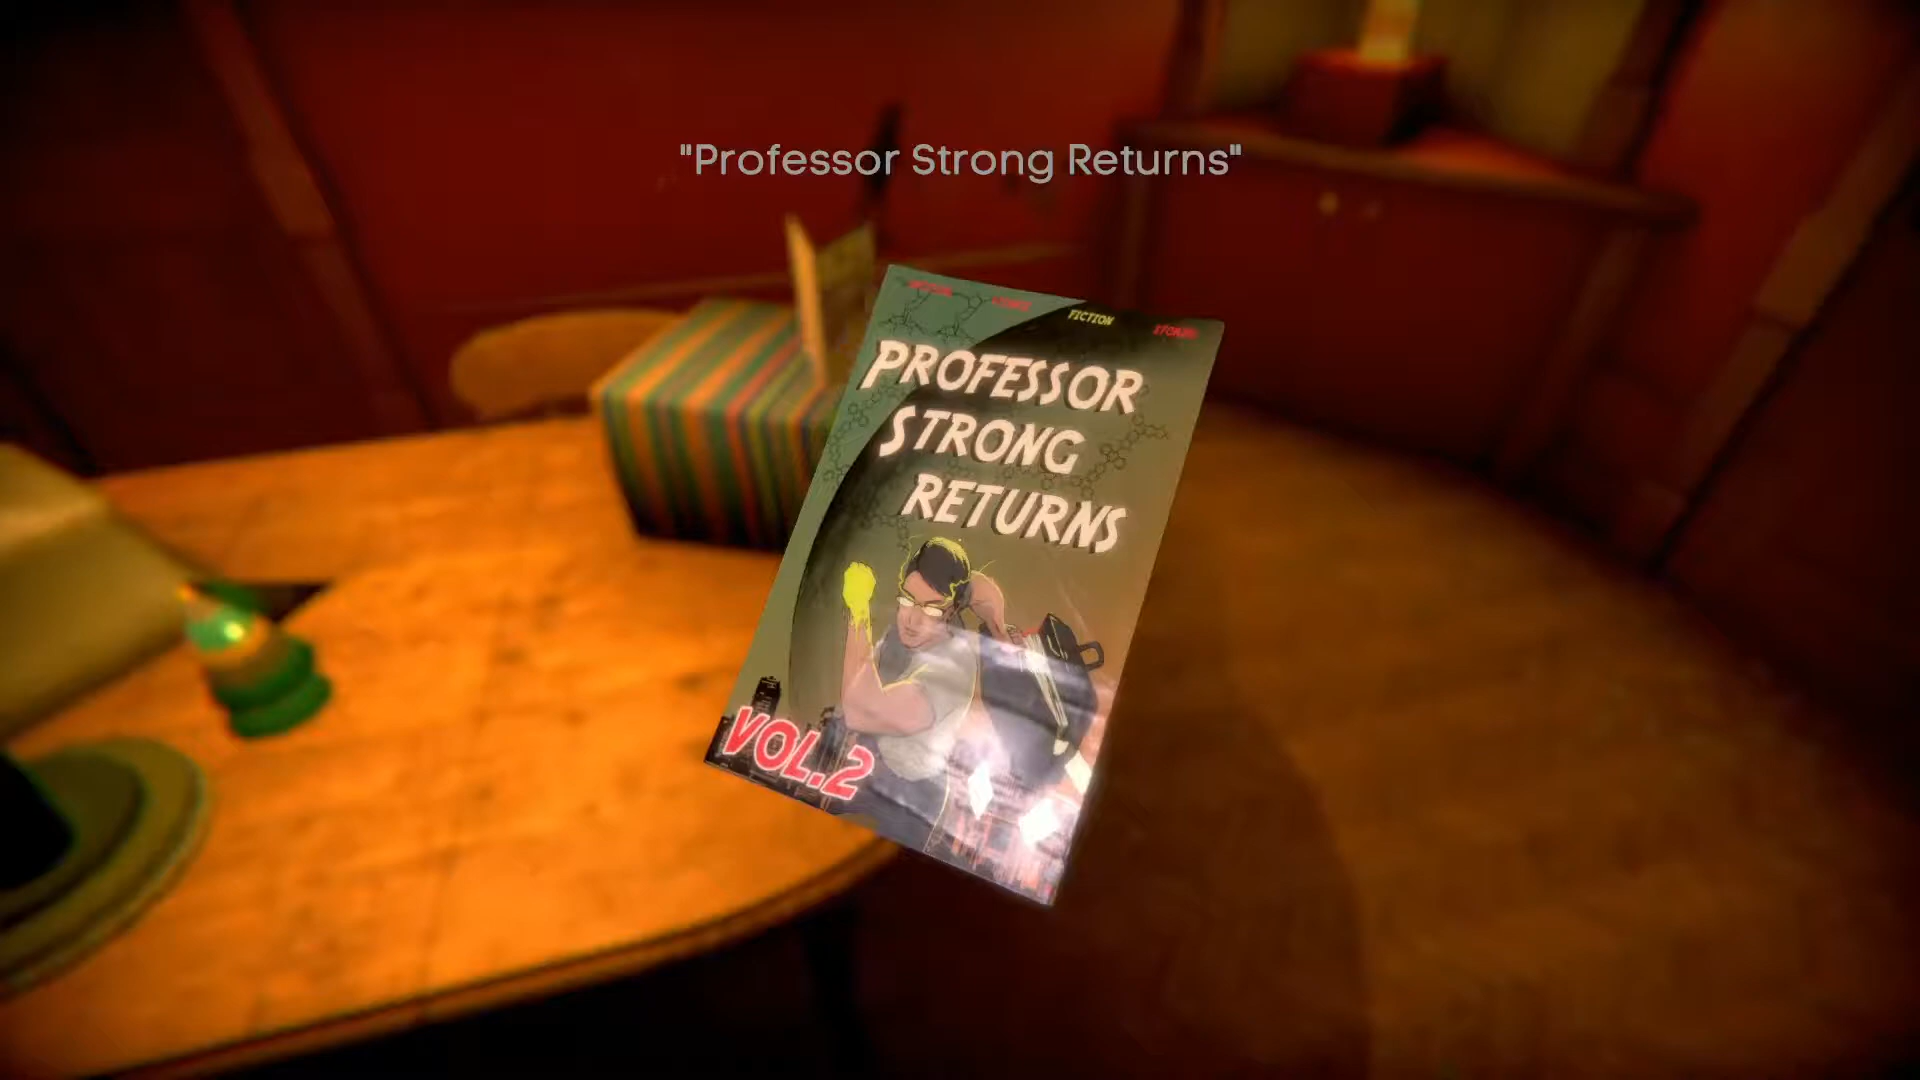 "Professor Strong Returns"
FICTION
PROFESSOR
STRONG
RETURNS
VOL.2